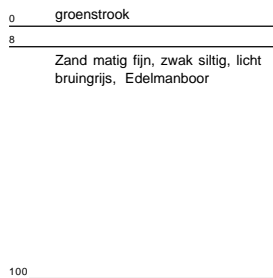 0 groenstrook
8
Zand matig fijn, zwak siltig, licht
bruingrijs, Edelmanboor
100